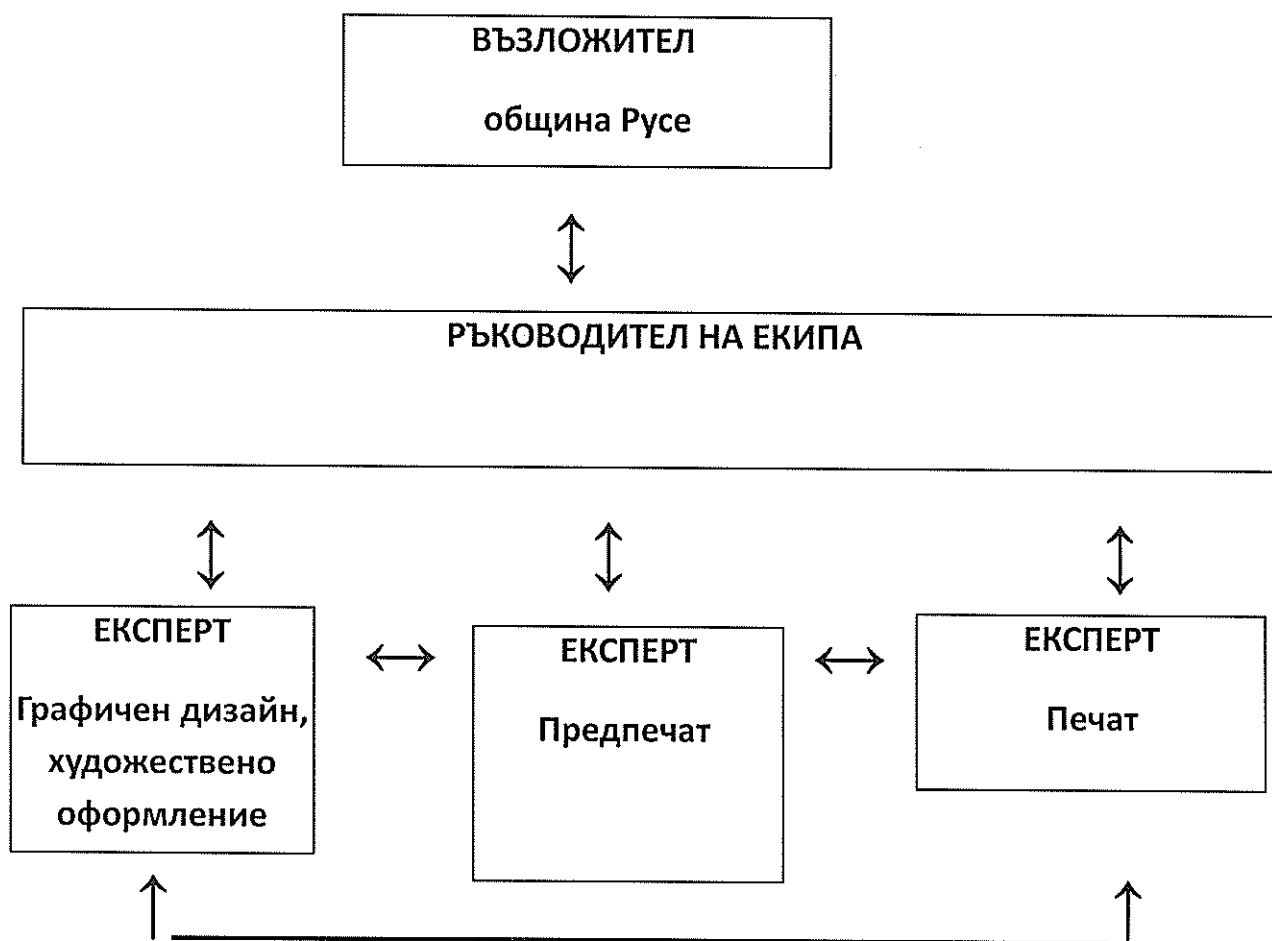 ВЪЗЛОЖИТЕЛ
община Русе
РЪКОВОДИТЕЛ НА ЕКИПА
ЕКСПЕРТ
Графичен дизайн,
художествено
оформление
ЕКСПЕРТ
Предпечат
ЕКСПЕРТ
Печат